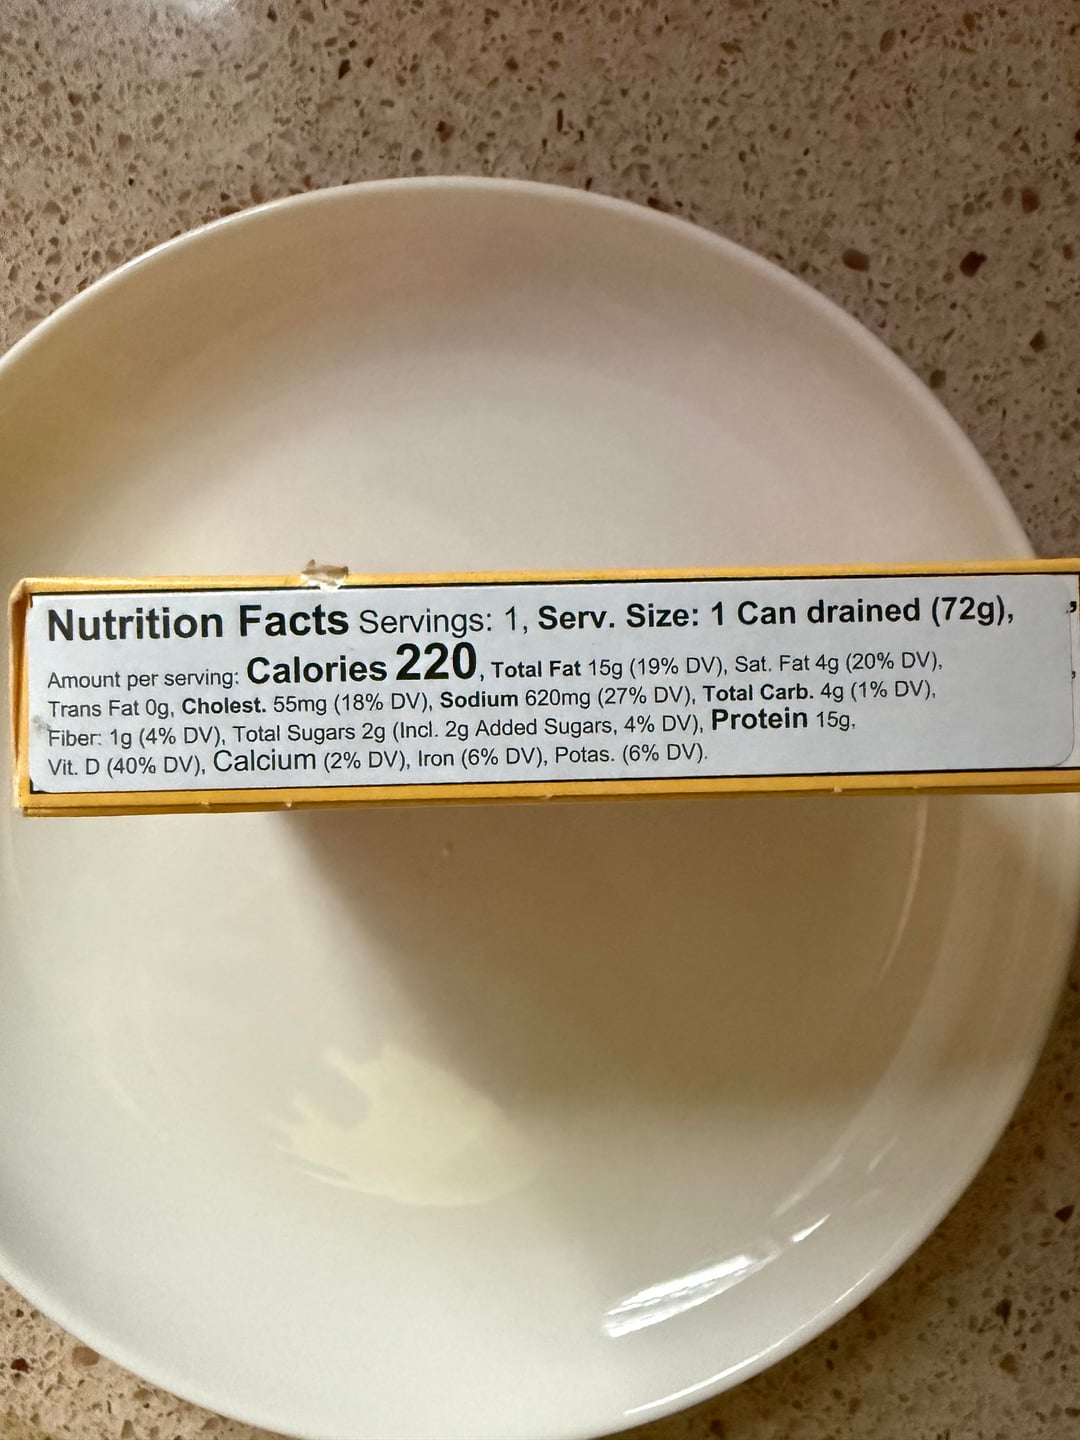 Nutrition Facts Servings: 1, Serv. Size: 1 Can drained (72g),
Amount per serving: Calories 220, Total Fat 15g (19% DV), Sat. Fat 4g (20% DV),
Trans Fat 0g, Cholest. 55mg (18% DV), Sodium 620mg (27% DV), Total Carb. 4g (1% DV),
Fiber: 1g (4% DV), Total Sugars 2g (Incl. 2g Added Sugars, 4% DV), Protein 15g,
Vit. D (40% DV), Calcium (2% DV), Iron (6% DV), Potas. (6% DV).